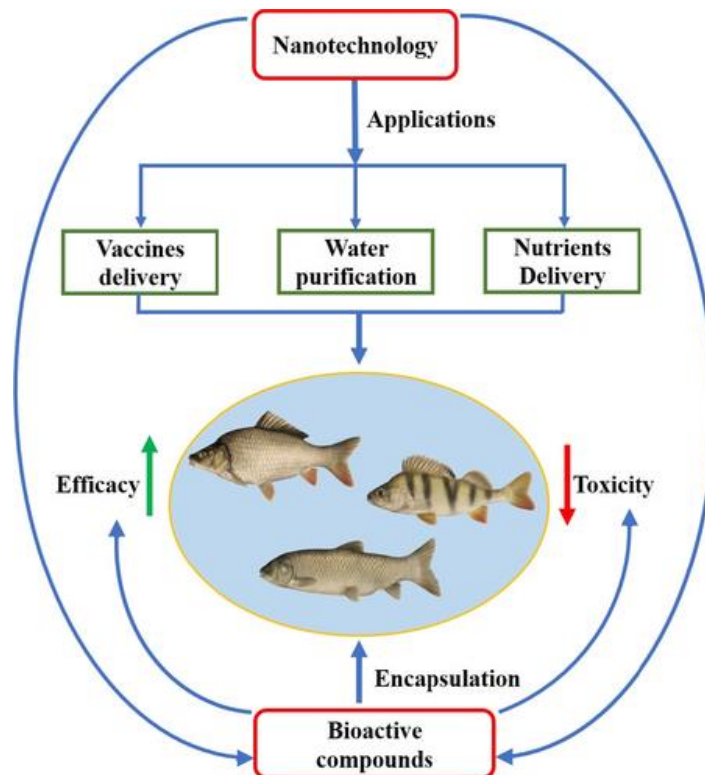 Nanotechnology
Applications
Vaccines
delivery
Water
purification
Nutrients
Delivery
Efficacy
Toxicity
Encapsulation
Bioactive
compounds